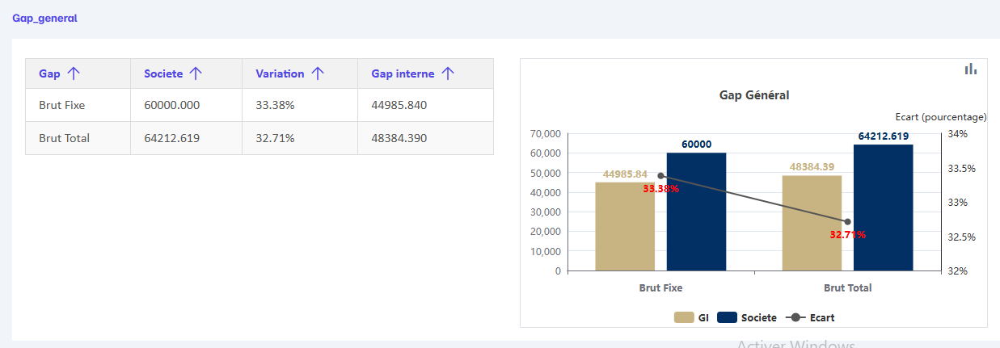 Gap_general
Gap Societe Variation Gap interne
Brut Fixe 60000.000 33.38% 44985.840
Brut Total 64212.619 32.71% 48384.390
Gap Général
Ecart (pourcentage)
70,000 64212.619 34%
60,000 60000
50,000 44985.84 48384.39 33.5%
33.38%
40,000 33%
30,000
20,000 32.71% 32.5%
10,000
0 32%
Brut Fixe Brut Total
GI Societe Ecart
Activer Windows